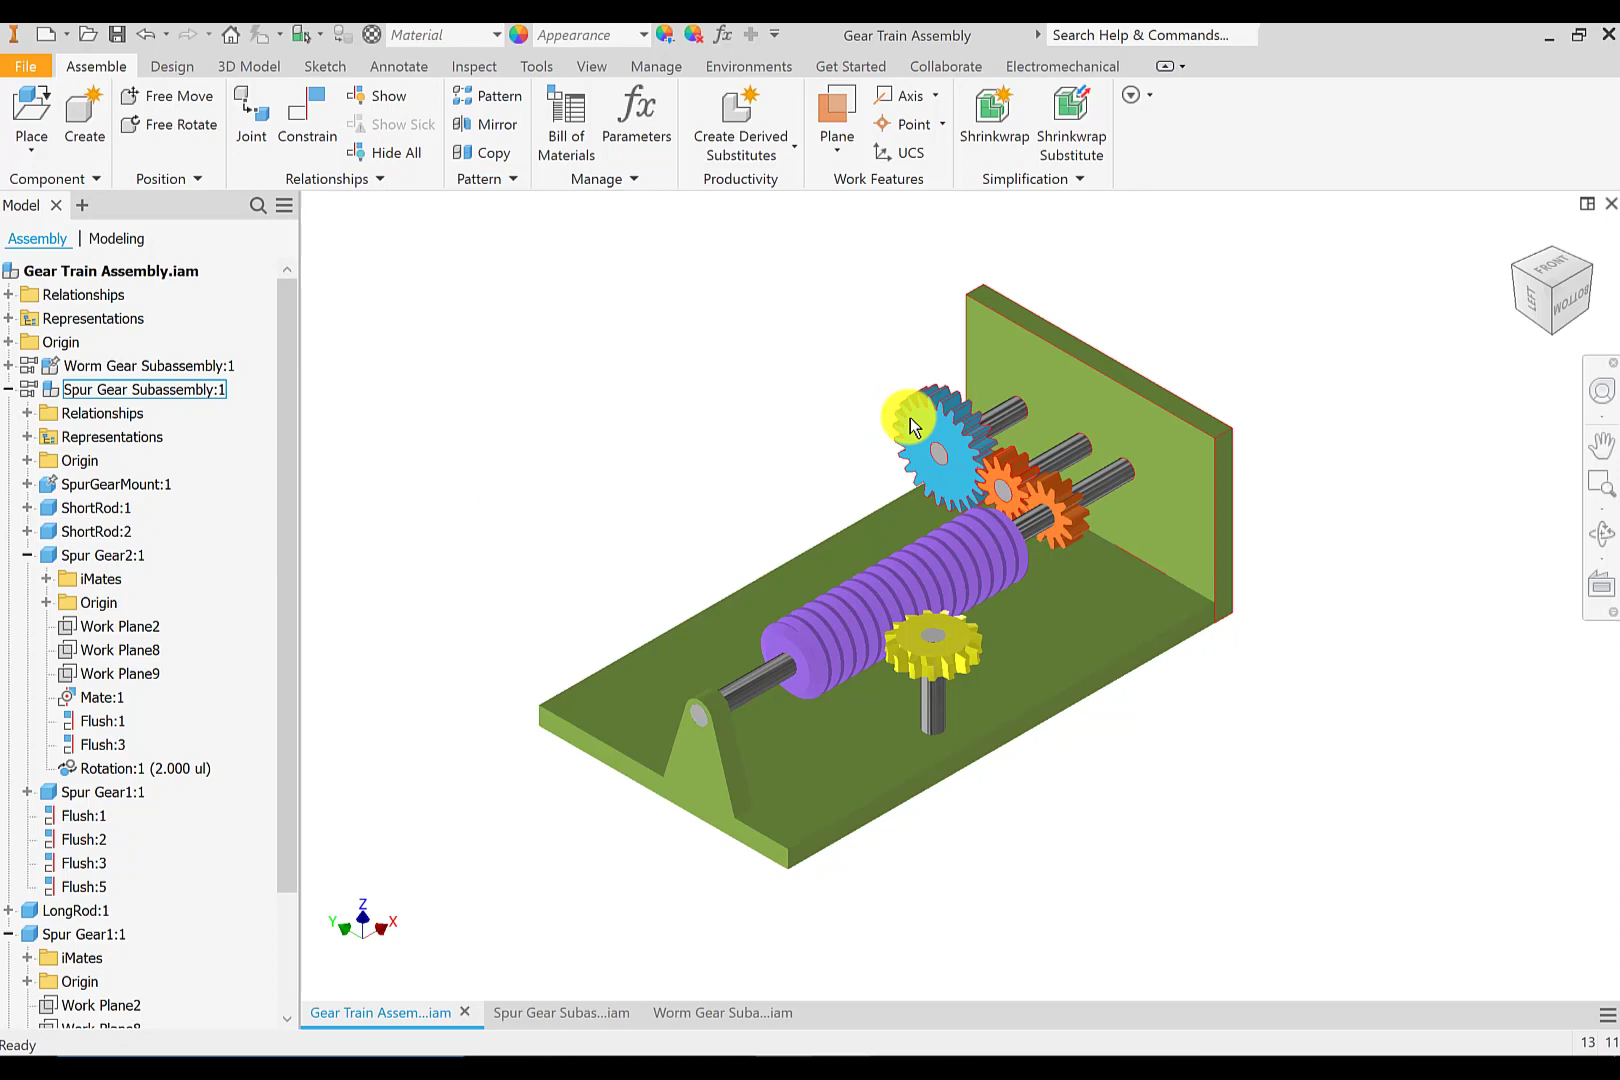 Material
Appearance
Gear Train Assembly
Search Help & Commands...
File
Assemble
Design
3D Model
Sketch
Annotate
Inspect
Tools
View
Manage
Environments
Get Started
Collaborate
Electromechanical
Place
Create
Free Move
Free Rotate
Joint
Constrain
Show
Show Sick
Hide All
Pattern
Mirror
Copy
Bill of
Materials
fx
Parameters
Create Derived
Substitutes
Plane
Axis
Point
UCS
Shrinkwrap
Shrinkwrap
Substitute
Component
Position
Relationships
Pattern
Manage
Productivity
Work Features
Simplification
Model
Assembly | Modeling
Gear Train Assembly.iam
Relationships
Representations
Origin
Worm Gear Subassembly:1
Spur Gear Subassembly:1
Relationships
Representations
Origin
SpurGearMount:1
ShortRod:1
ShortRod:2
Spur Gear2:1
iMates
Origin
Work Plane2
Work Plane8
Work Plane9
Mate:1
Flush:1
Flush:3
Rotation:1 (2.000 ul)
Spur Gear1:1
Flush:1
Flush:2
Flush:3
Flush:5
LongRod:1
Spur Gear1:1
iMates
Origin
Work Plane2
FRONT
LEFT
BOTTOM
Z
Y
X
Gear Train Assem...iam
Spur Gear Subas...iam
Worm Gear Suba...iam
Ready
13 11